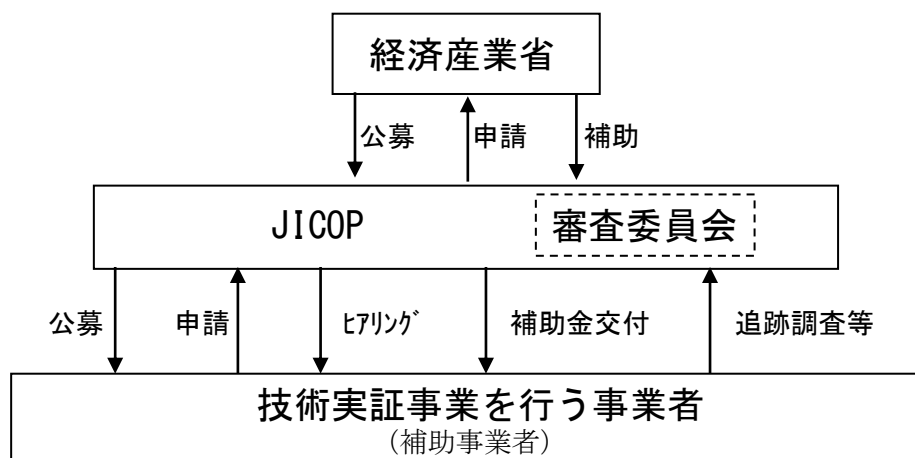 経済産業省
公募
申請
補助
JICOP
審査委員会
公募
申請
ﾋｱﾘﾝｸﾞ
補助金交付
追跡調査等
技術実証事業を行う事業者
(補助事業者)